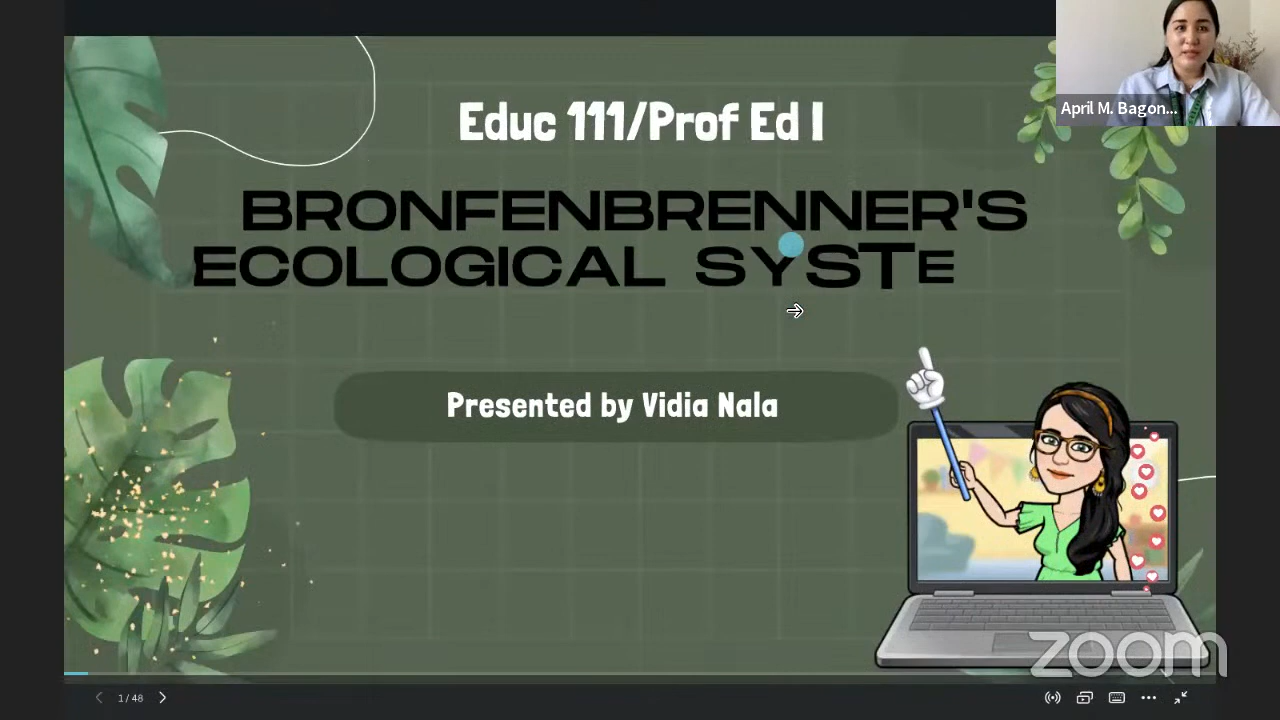 April M. Bagon...
Educ 111/Prof Ed I
BRONFENBRENNER'S
ECOLOGICAL SYSTE
Presented by Vidia Nala
zoom
1/48